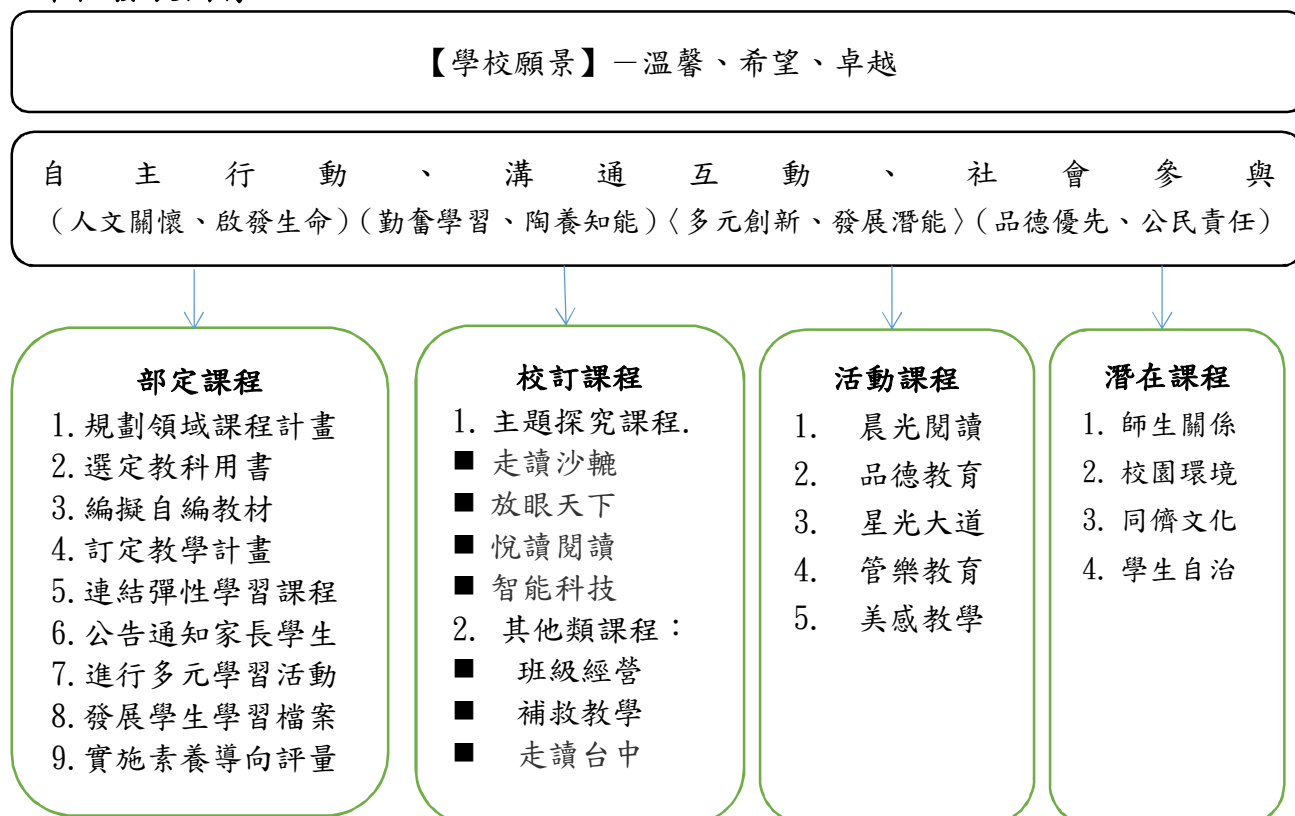 【學校願景】－溫馨、希望、卓越
自主行動、溝通互動、社會參與
(人文關懷、啟發生命)(勤奮學習、陶養知能)〈多元創新、發展潛能〉(品德優先、公民責任)
部定課程
1.規劃領域課程計畫
2.選定教科用書
3.編擬自編教材
4.訂定教學計畫
5.連結彈性學習課程
6.公告通知家長學生
7.進行多元學習活動
8.發展學生學習檔案
9.實施素養導向評量
校訂課程
1. 主題探究課程.
■ 走讀沙轆
■ 放眼天下
■ 悅讀閱讀
■ 智能科技
2. 其他類課程：
■ 班級經營
■ 補救教學
■ 走讀台中
活動課程
1. 晨光閱讀
2. 品德教育
3. 星光大道
4. 管樂教育
5. 美感教學
潛在課程
1. 師生關係
2. 校園環境
3. 同儕文化
4. 學生自治